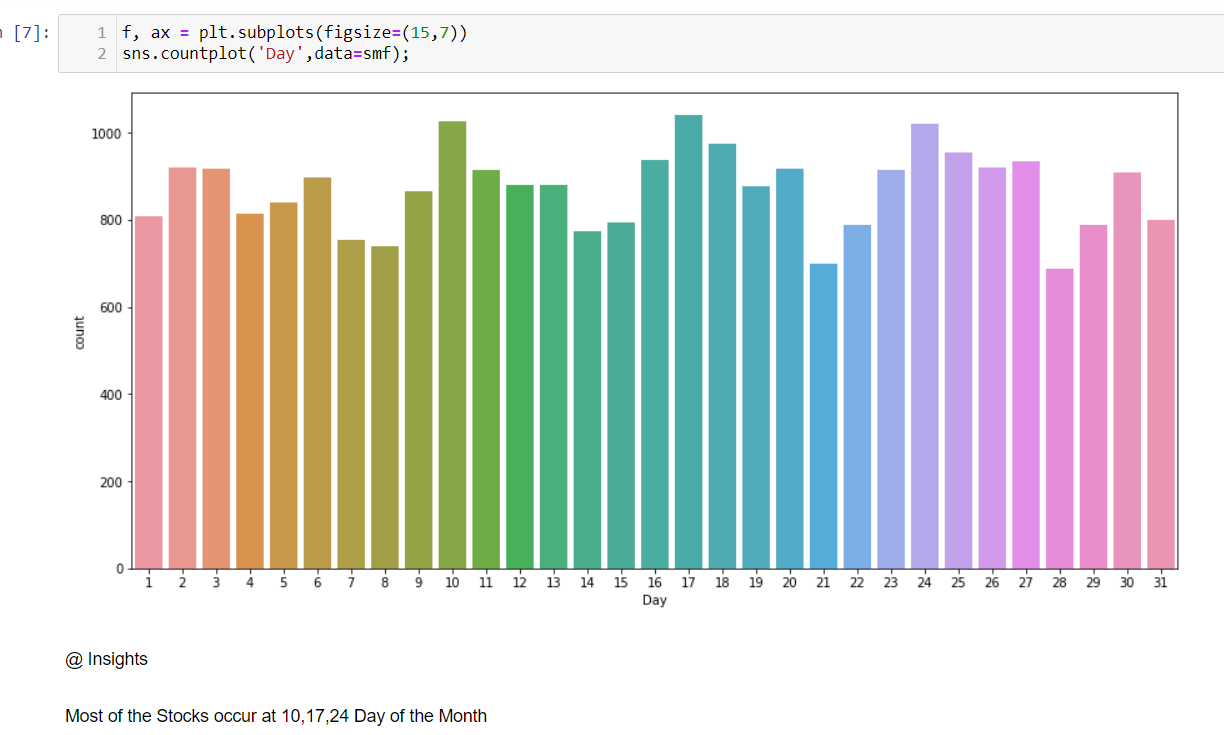 [7]:
1 f, ax = plt.subplots(figsize=(15,7))
2 sns.countplot('Day',data=smf);
1000
800
600
400
200
0
count
1 2 3 4 5 6 7 8 9 10 11 12 13 14 15 16 17 18 19 20 21 22 23 24 25 26 27 28 29 30 31
Day
@ Insights
Most of the Stocks occur at 10,17,24 Day of the Month